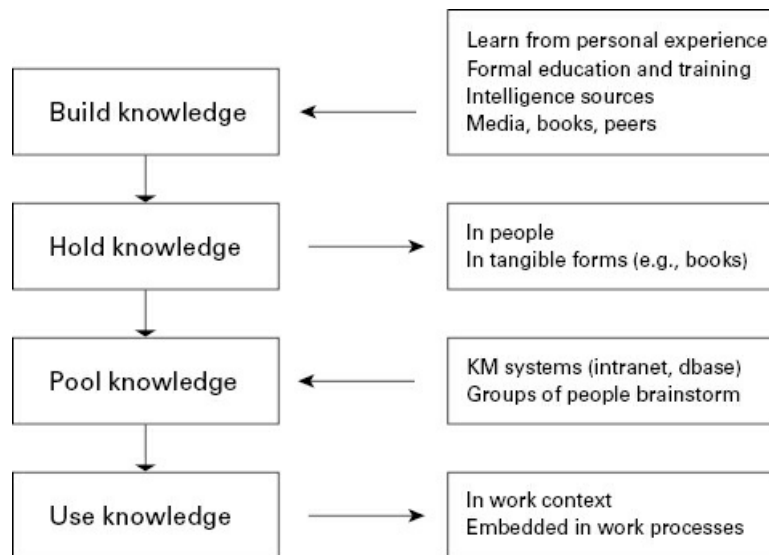 Build knowledge
Learn from personal experience
Formal education and training
Intelligence sources
Media, books, peers
Hold knowledge
In people
In tangible forms (e.g., books)
Pool knowledge
KM systems (intranet, dbase)
Groups of people brainstorm
Use knowledge
In work context
Embedded in work processes